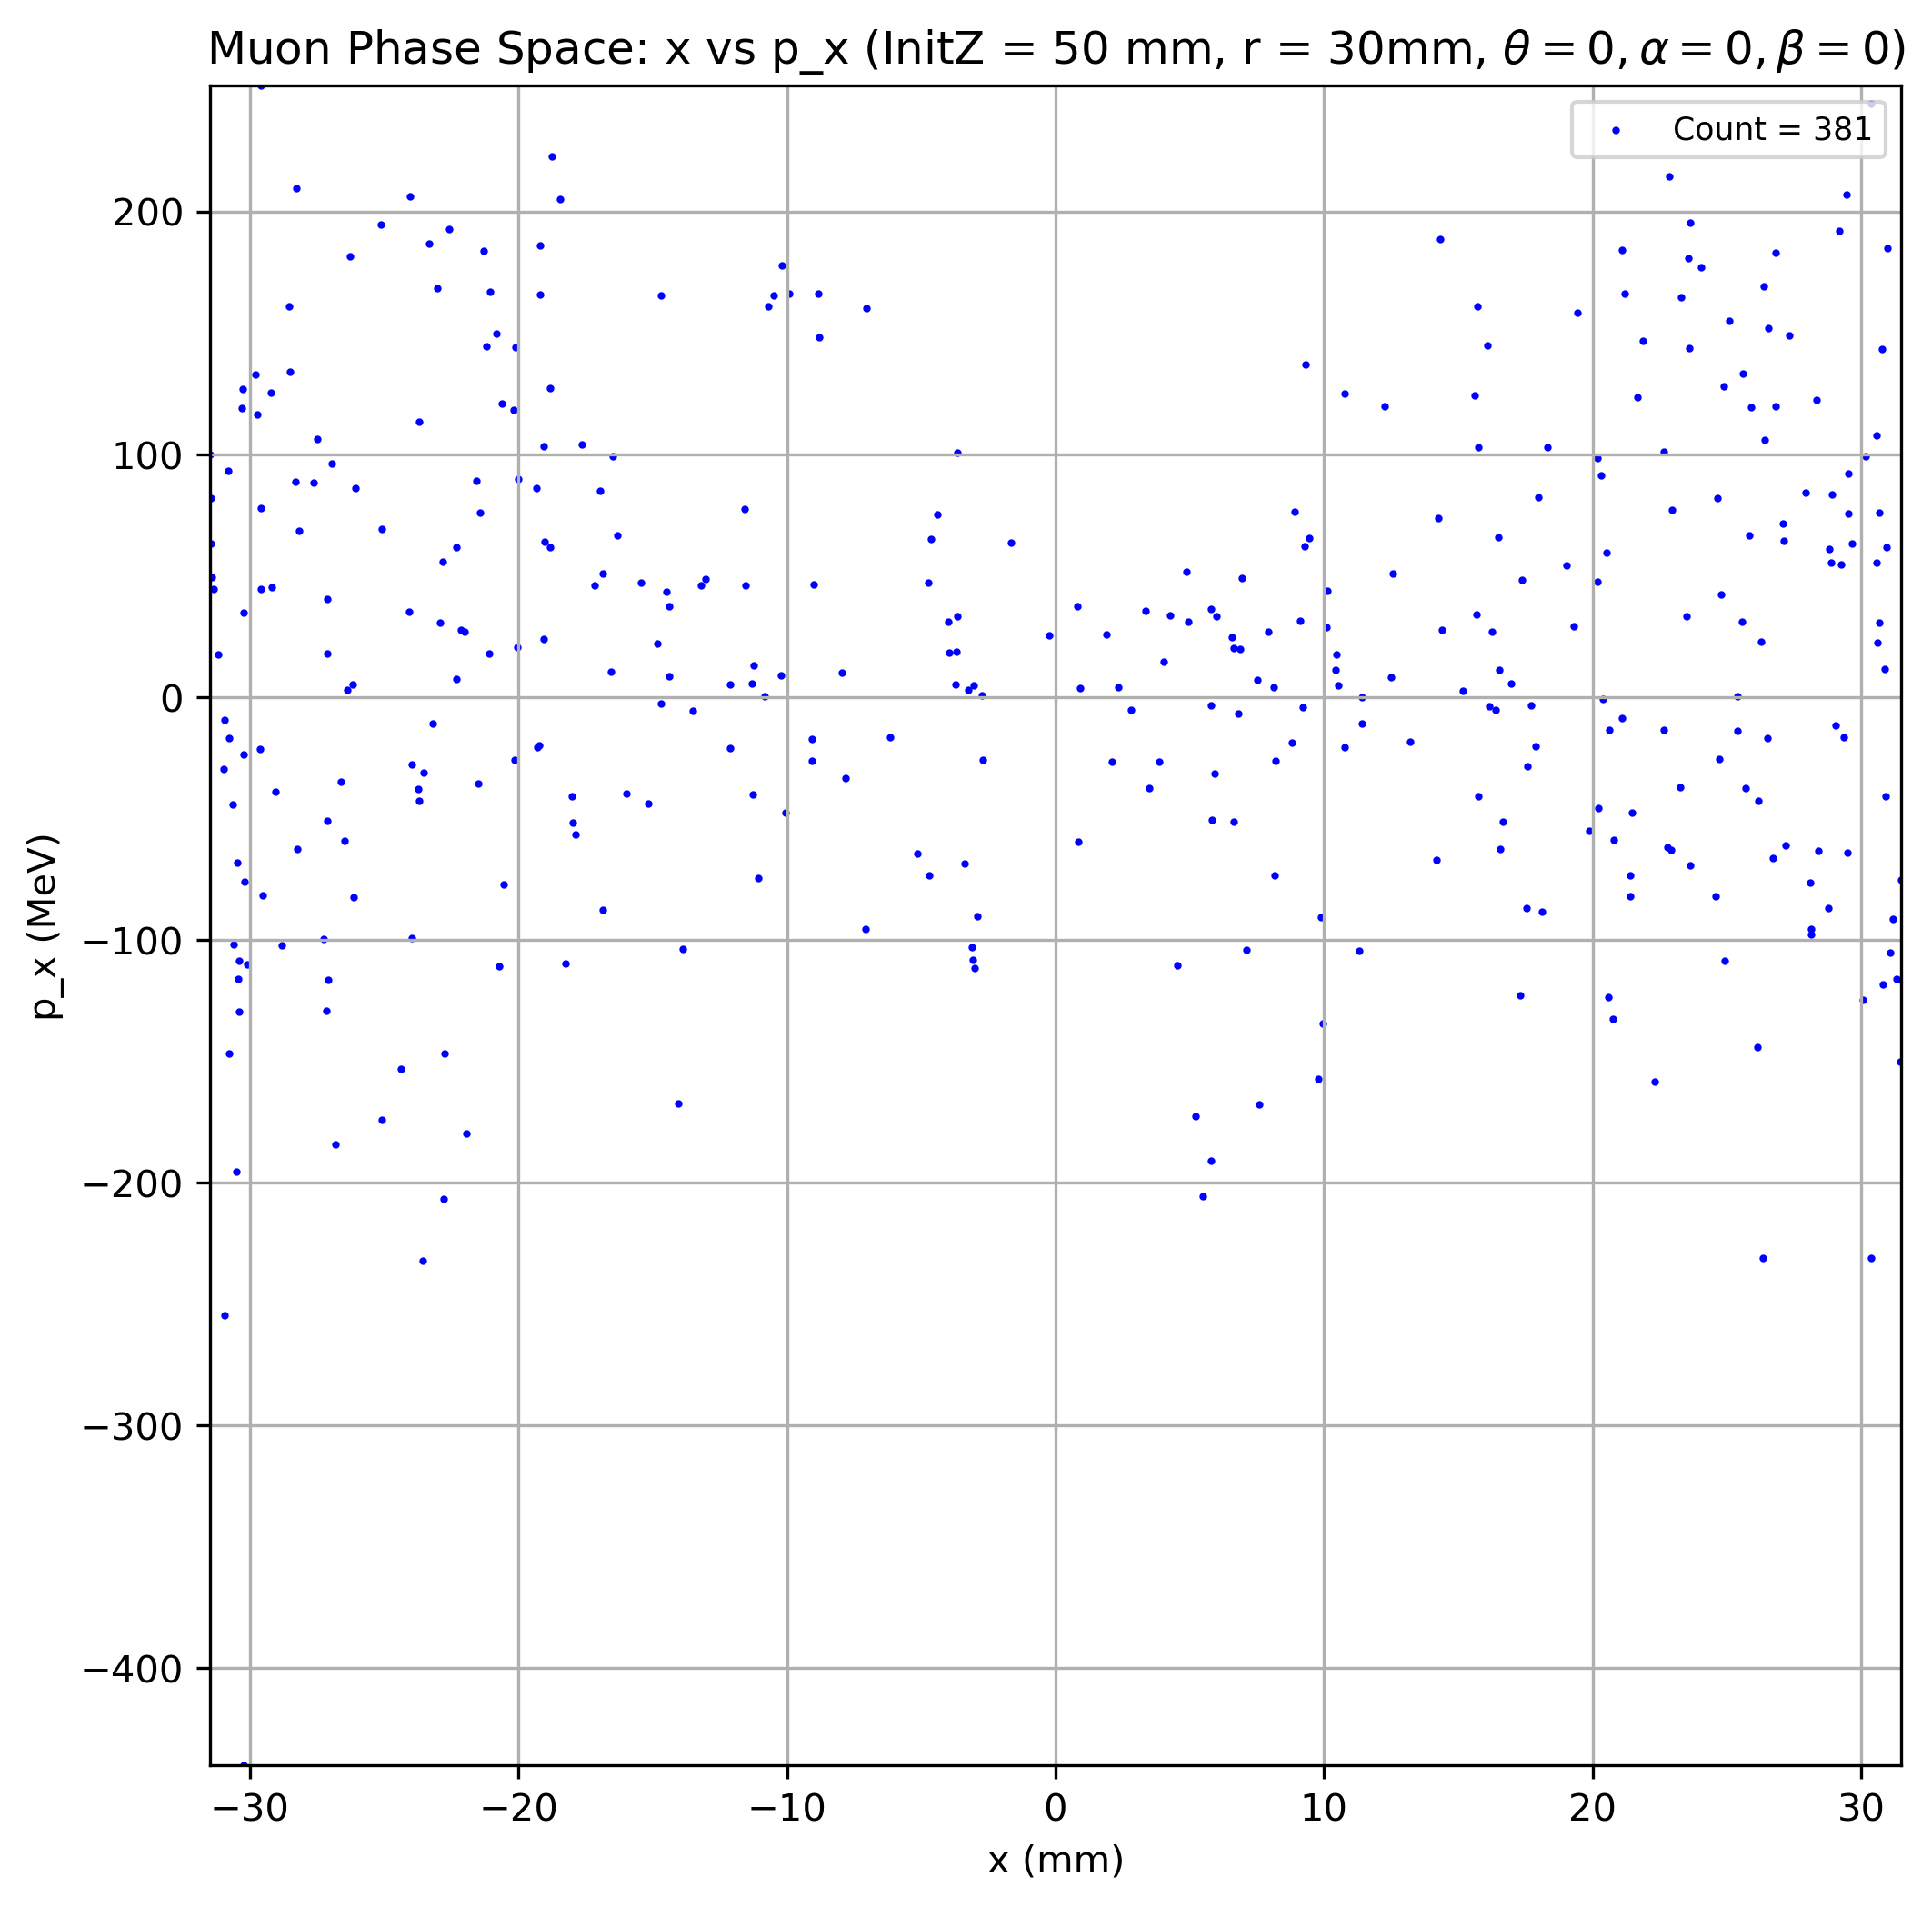 Muon Phase Space: x vs p_x (InitZ = 50 mm, r = 30mm, θ = 0, α = 0, β = 0)
Count = 381
200
100
0
−100
−200
−300
−400
p_x (MeV)
−30 −20 −10 0 10 20 30
x (mm)